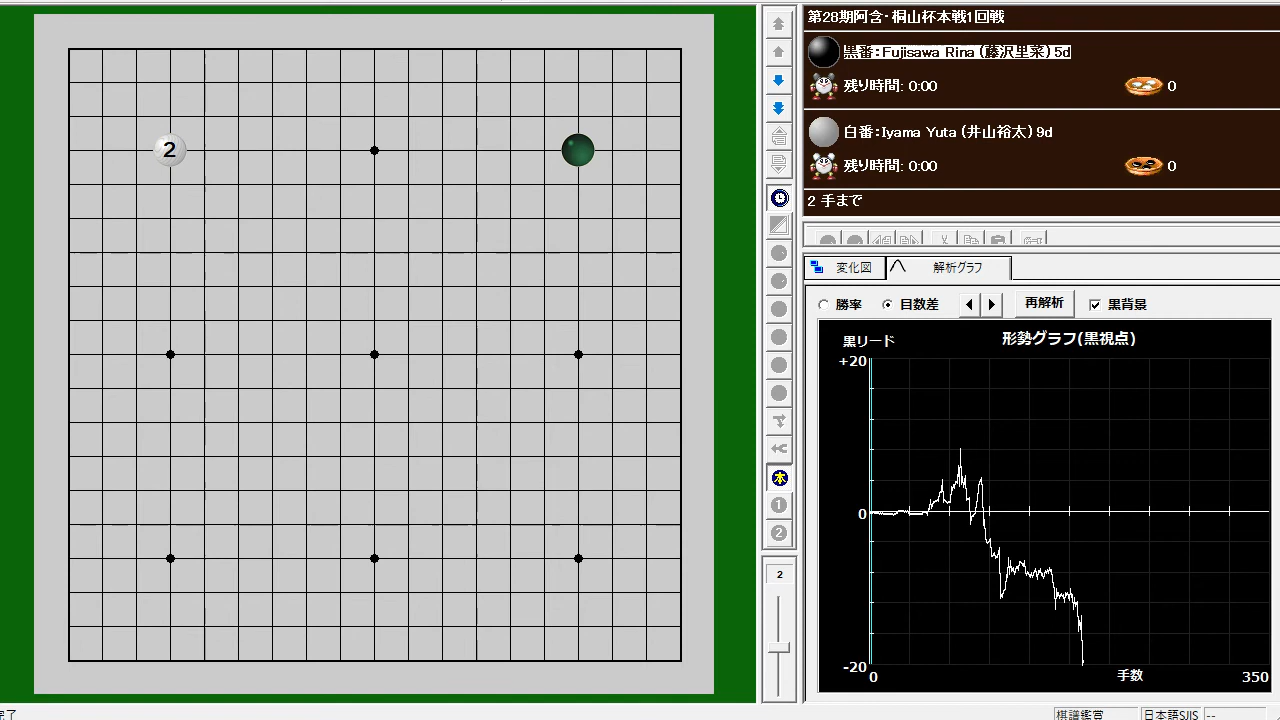 第28期阿含・桐山杯本戦1回戦
黒番:Fujisawa Rina (藤沢里菜) 5d
残り時間: 0:00
0
白番:Iyama Yuta (井山裕太) 9d
残り時間: 0:00
0
2 手まで
2
変化図
解析グラフ
勝率
目数差
再解析
黒背景
形勢グラフ(黒視点)
黒リード
+20
0
-20
0
手数
350
1
2
2
完了
棋譜鑑賞
日本語SJIS
--